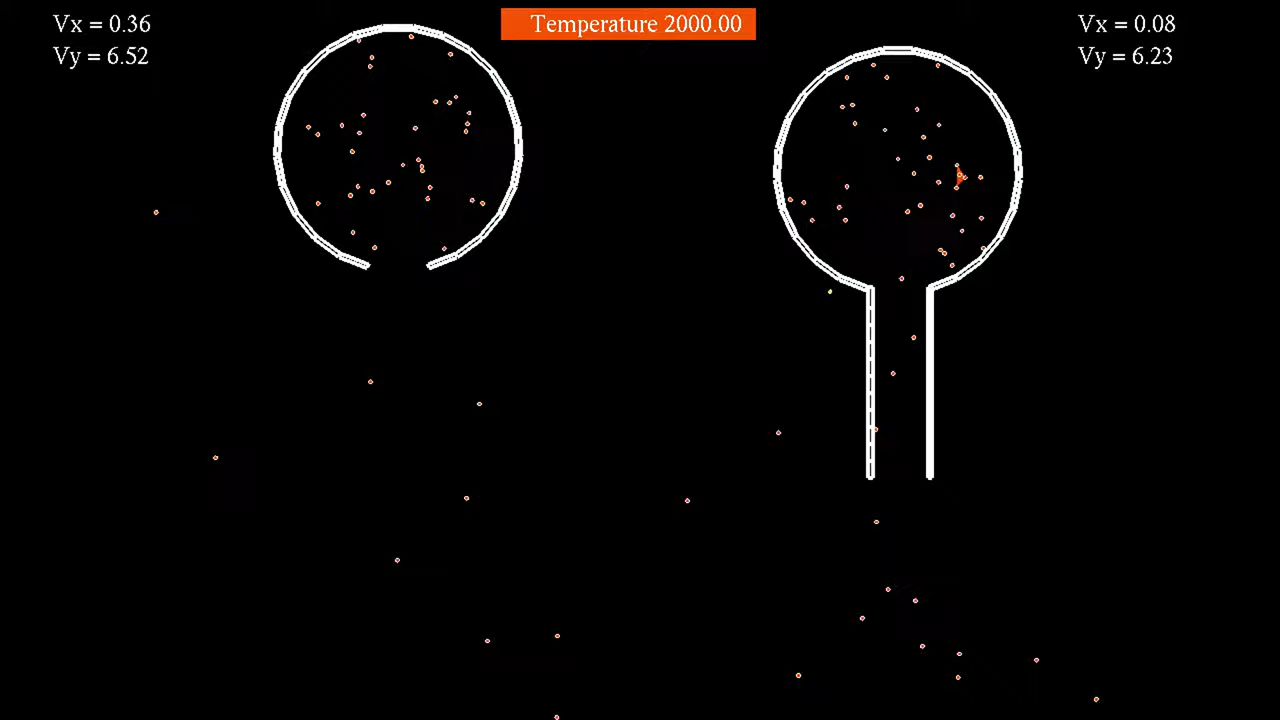 Vx = 0.36
Vy = 6.52
Temperature 2000.00
Vx = 0.08
Vy = 6.23